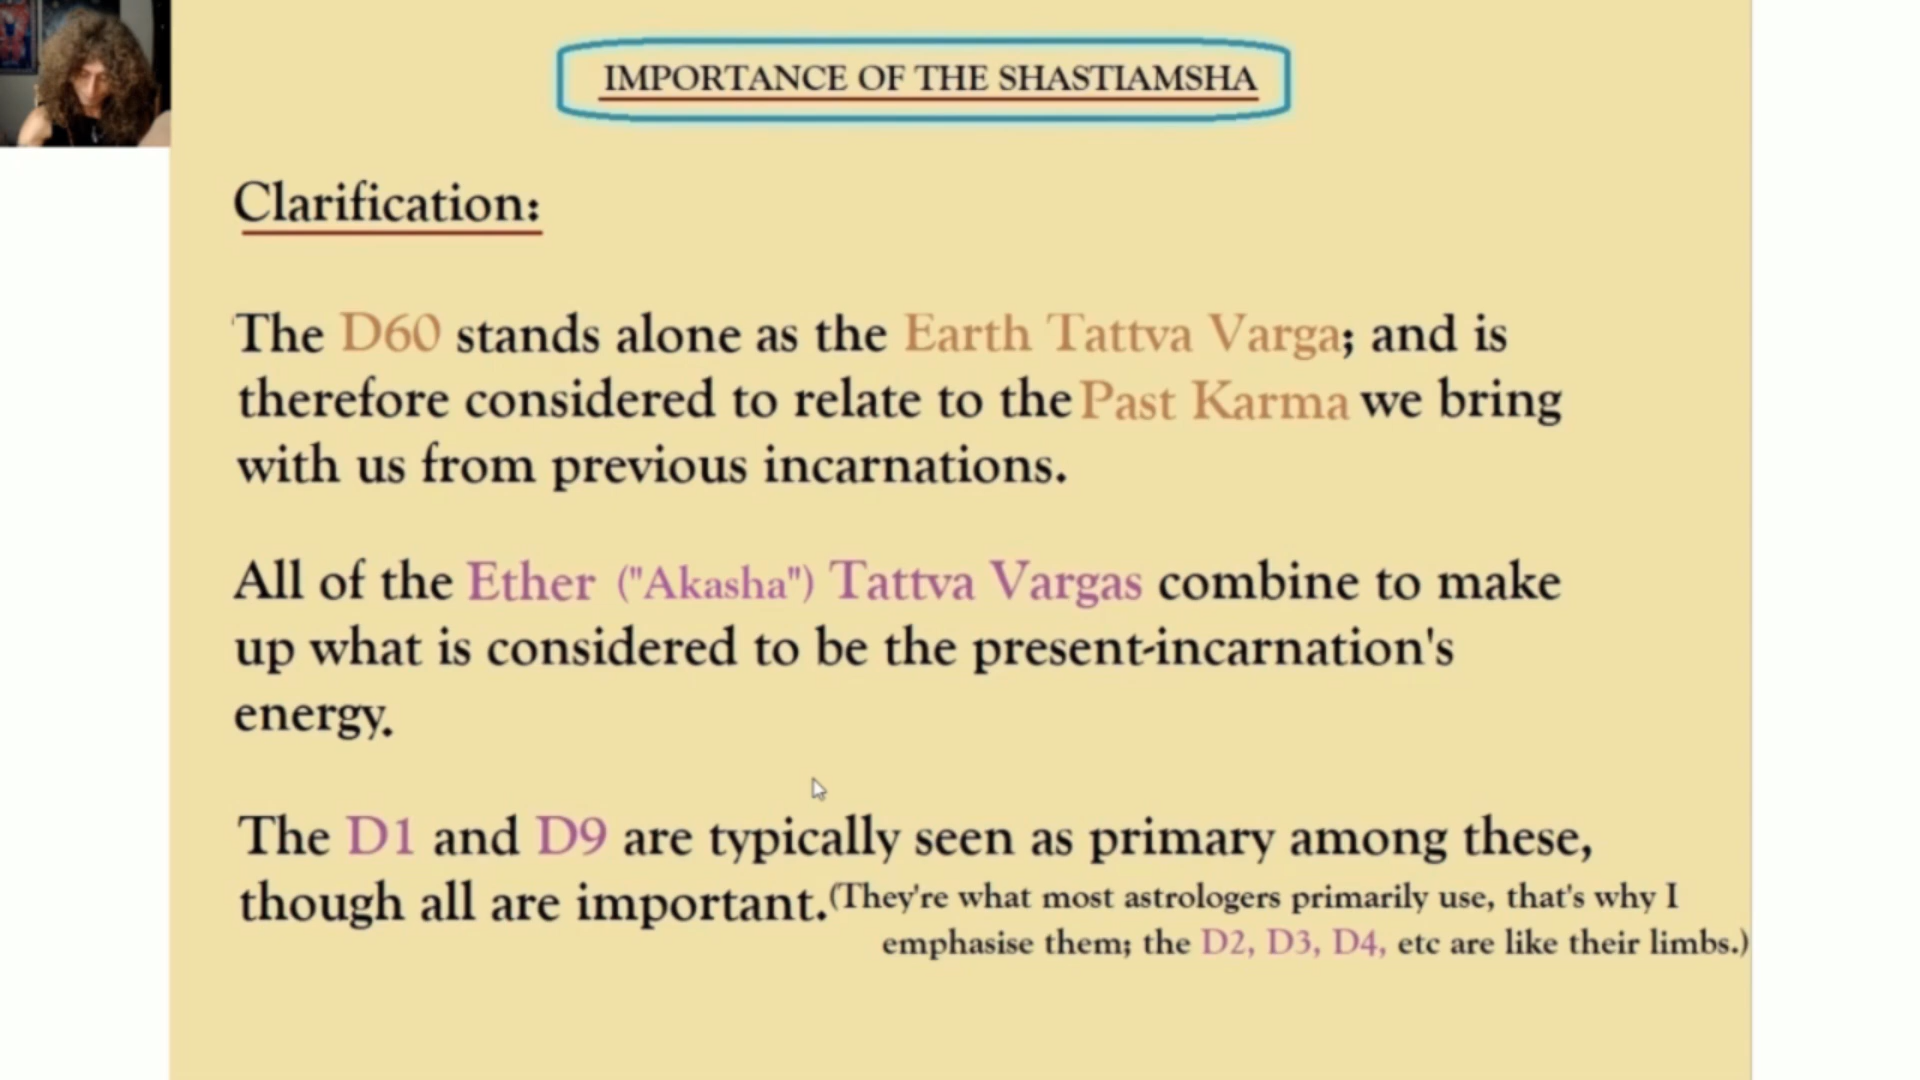 IMPORTANCE OF THE SHASTIAMSHA
Clarification:
The D60 stands alone as the Earth Tattva Varga; and is
therefore considered to relate to the Past Karma we bring
with us from previous incarnations.
All of the Ether ("Akasha") Tattva Vargas combine to make
up what is considered to be the present-incarnation's
energy.
The D1 and D9 are typically seen as primary among these,
though all are important. (They're what most astrologers primarily use, that's why I
emphasise them; the D2, D3, D4, etc are like their limbs.)